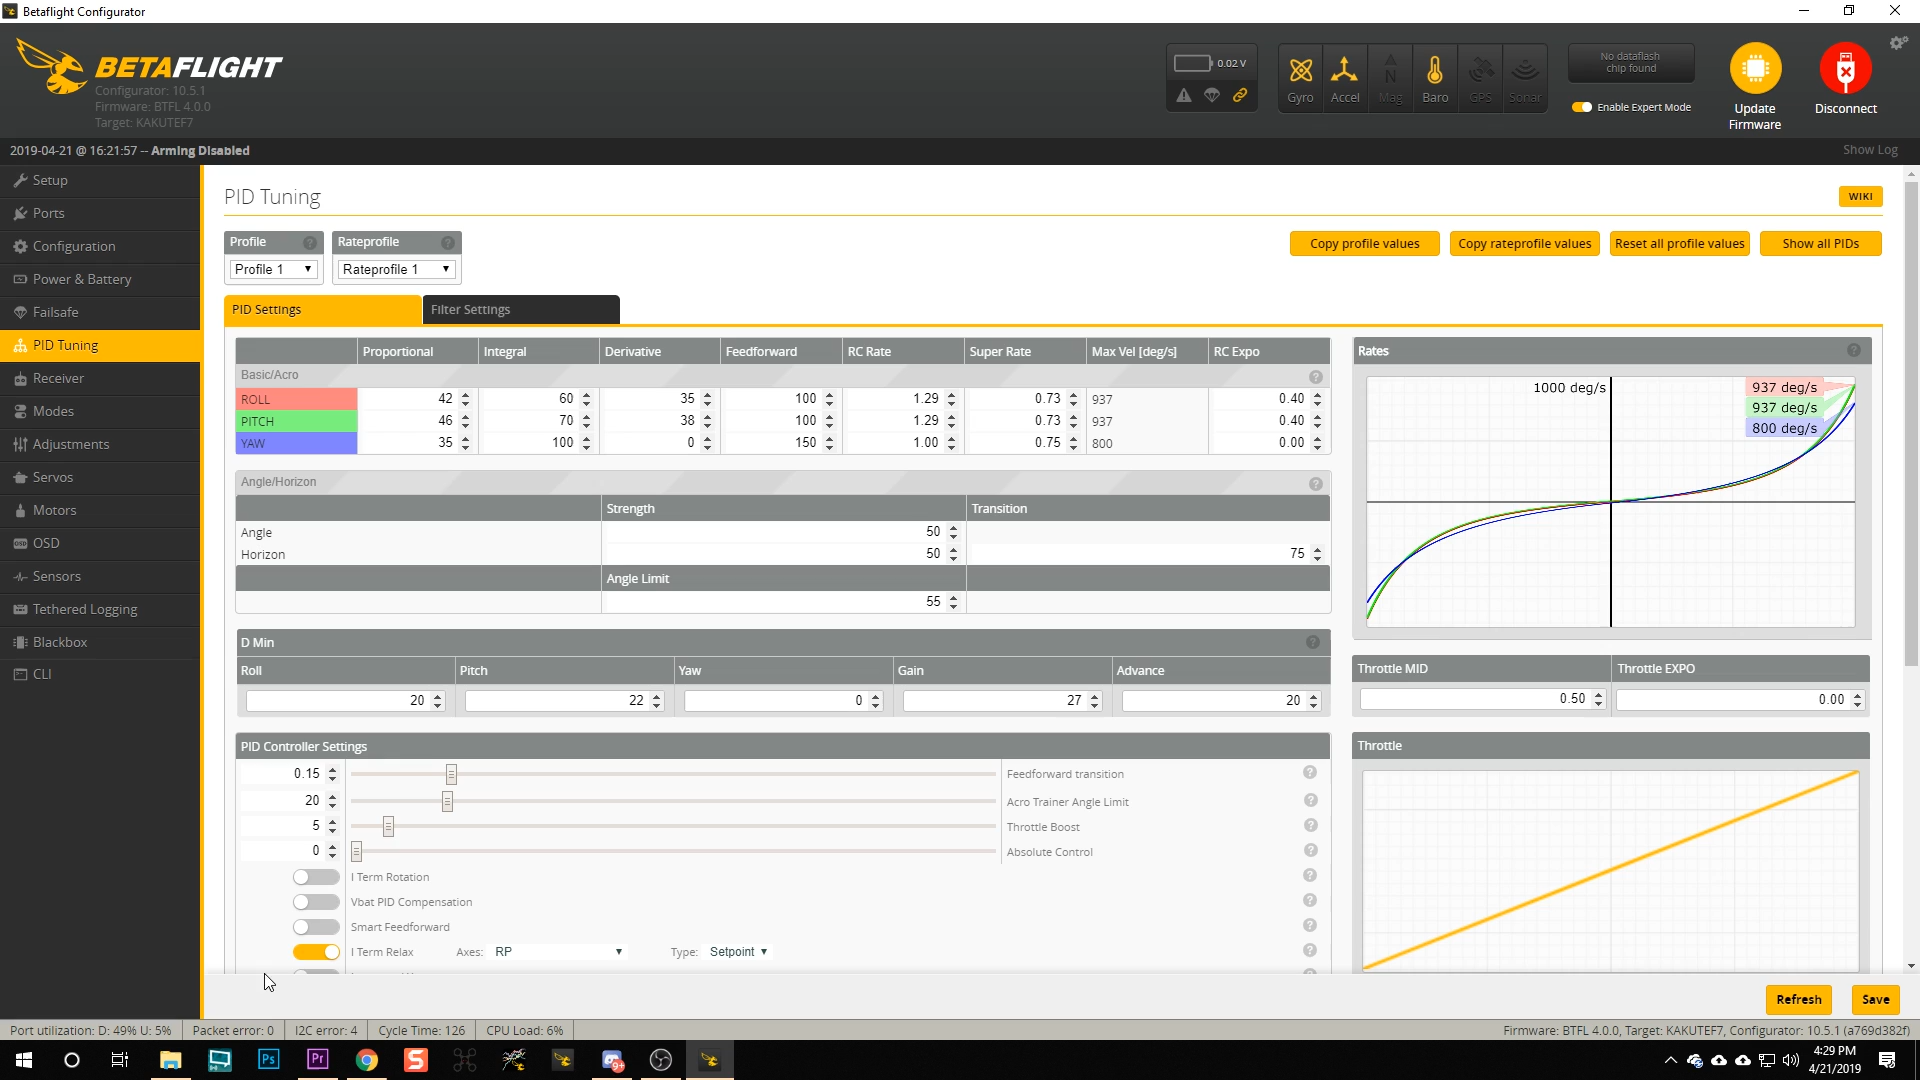 Betaflight Configurator
BETAFLIGHT
Configurator: 10.5.1
Firmware: BTFL 4.0.0
Target: KAKUTEF7
0.02 V
Gyro Accel Mag Baro GPS Sonar
No dataflash
chip found
Enable Expert Mode
Update
Firmware
Disconnect
2019-04-21 @ 16:21:57 -- Arming Disabled
Show Log
Setup
Ports
Configuration
Power & Battery
Failsafe
PID Tuning
Receiver
Modes
Adjustments
Servos
Motors
OSD OSD
Sensors
Tethered Logging
Blackbox
CLI
PID Tuning
WIKI
Profile ? Rateprofile ?
Profile 1 Rateprofile 1
Copy profile values Copy rateprofile values Reset all profile values Show all PIDs
PID Settings Filter Settings
Proportional Integral Derivative Feedforward RC Rate Super Rate Max Vel [deg/s] RC Expo
Basic/Acro ?
ROLL 42 60 35 100 1.29 0.73 937 0.40
PITCH 46 70 38 100 1.29 0.73 937 0.40
YAW 35 100 0 150 1.00 0.75 800 0.00
Angle/Horizon ?
Strength Transition
Angle 50
Horizon 50 75
Angle Limit
55
D Min ?
Roll Pitch Yaw Gain Advance
20 22 0 27 20
PID Controller Settings
0.15 Feedforward transition ?
20 Acro Trainer Angle Limit ?
5 Throttle Boost ?
0 Absolute Control ?
I Term Rotation ?
Vbat PID Compensation ?
Smart Feedforward ?
I Term Relax Axes: RP Type: Setpoint ?
Rates ?
1000 deg/s
937 deg/s
937 deg/s
800 deg/s
Throttle MID Throttle EXPO
0.50 0.00
Throttle
Refresh Save
Port utilization: D: 49% U: 5% Packet error: 0 I2C error: 4 Cycle Time: 126 CPU Load: 6%
Firmware: BTFL 4.0.0, Target: KAKUTEF7, Configurator: 10.5.1 (a769d382f)
Ps Pr S 9+
4:29 PM
4/21/2019